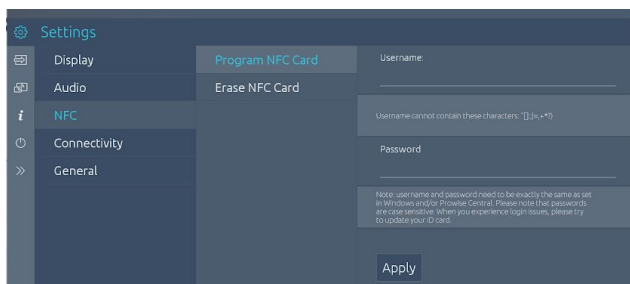 Settings
Display
Audio
NFC
Connectivity
General
Program NFC Card
Erase NFC Card
Username:
Username cannot contain these characters: "[]:;|=,+*?)
Password
Note: username and password need to be exactly the same as set
in Windows and/or Prowise Central. Please note that passwords
are case sensitive. When you experience login issues, please try
to update your ID card.
Apply